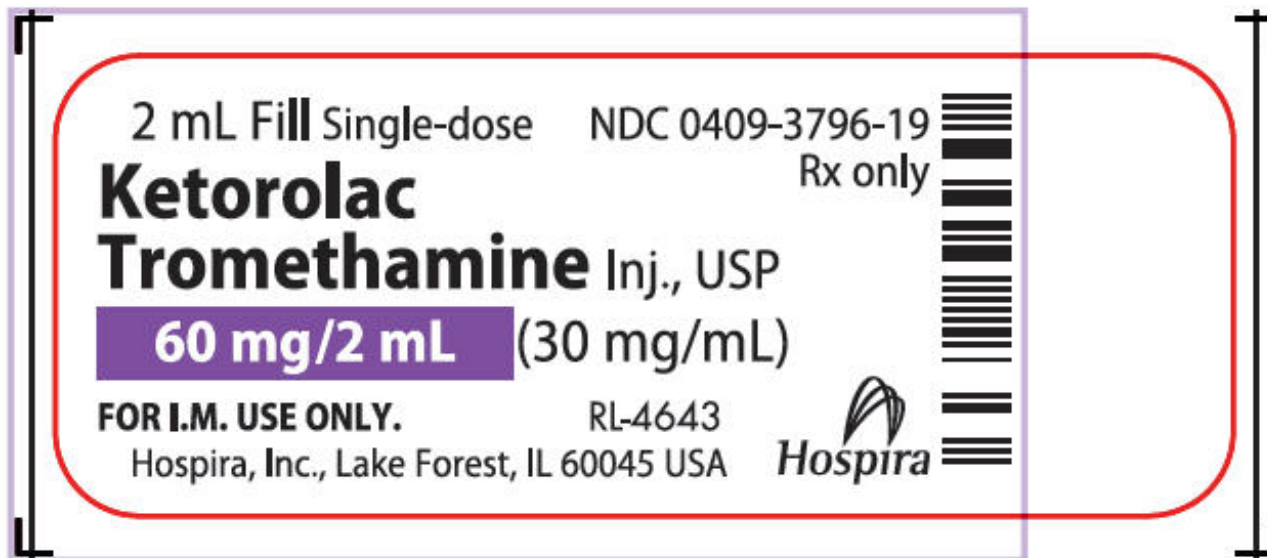 2 mL Fill Single-dose NDC 0409-3796-19
Rx only
Ketorolac
Tromethamine Inj., USP
60 mg/2 mL (30 mg/mL)
FOR I.M. USE ONLY. RL-4643
Hospira, Inc., Lake Forest, IL 60045 USA
Hospira